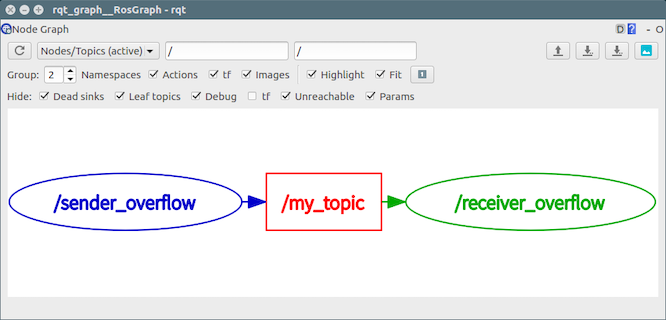 rqt_graph__RosGraph - rqt
Node Graph D ? - O
Nodes/Topics (active) / /
Group: 2 Namespaces Actions tf Images Highlight Fit
Hide: Dead sinks Leaf topics Debug tf Unreachable Params
/sender_overflow /my_topic /receiver_overflow